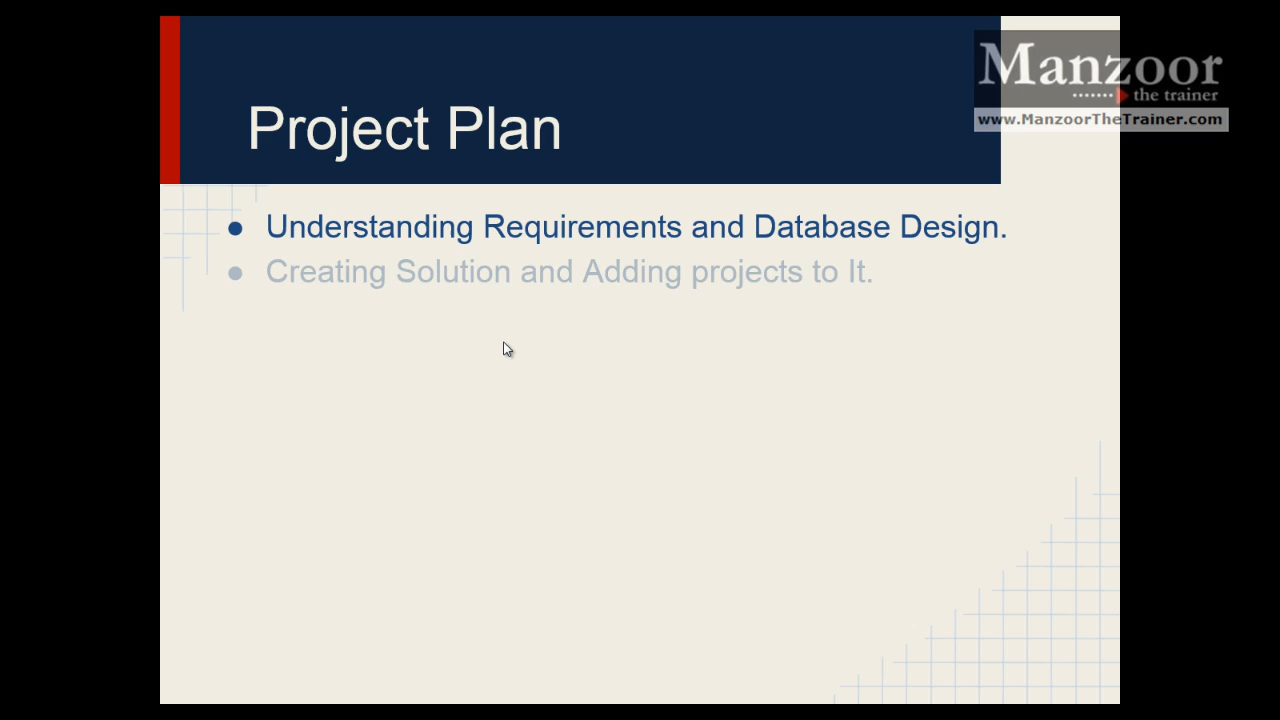 Manzoor
the trainer
www.ManzoorTheTrainer.com
Project Plan
● Understanding Requirements and Database Design.
● Creating Solution and Adding projects to It.